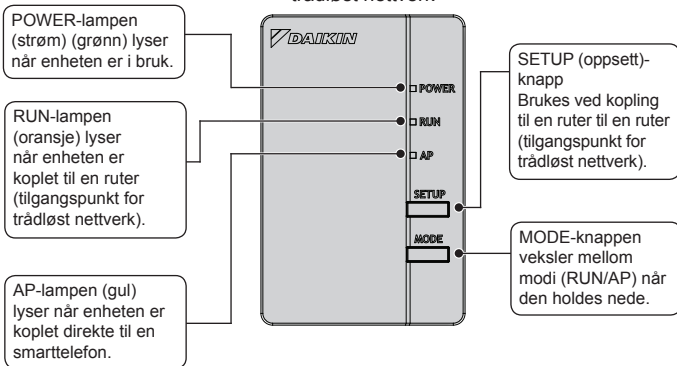 trådløst nettverk
POWER-lampen
(strøm) (grønn) lyser
når enheten er i bruk.
RUN-lampen
(oransje) lyser
når enheten er
koplet til en ruter
(tilgangspunkt for
trådløst nettverk).
AP-lampen (gul)
lyser når enheten er
koplet direkte til en
smarttelefon.
DAIKIN
POWER
RUN
AP
SETUP
MODE
SETUP (oppsett)-
knapp
Brukes ved kopling
til en ruter til en ruter
(tilgangspunkt for
trådløst nettverk).
MODE-knappen
veksler mellom
modi (RUN/AP) når
den holdes nede.